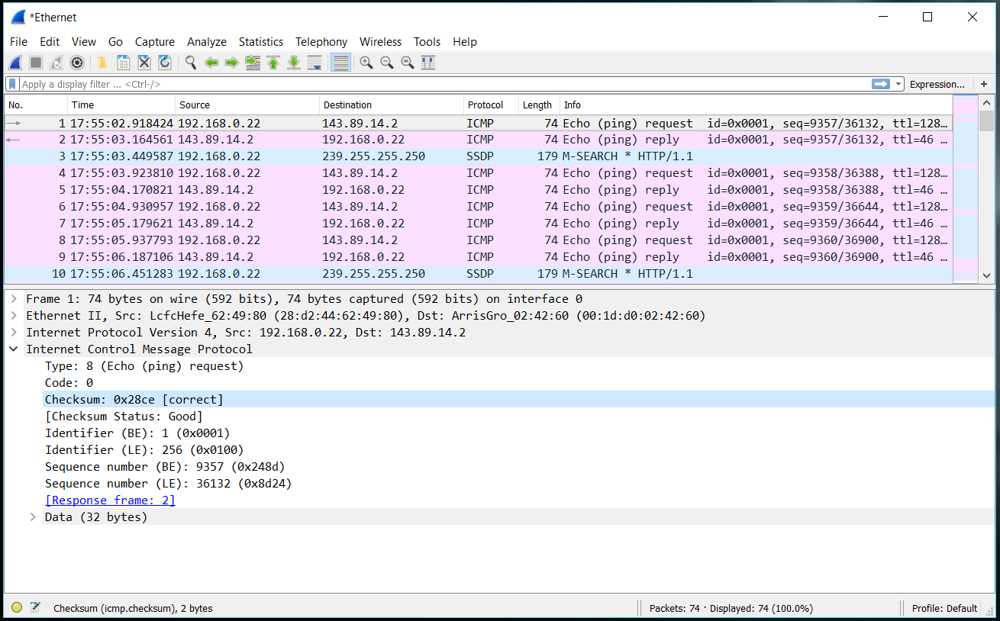 *Ethernet
File Edit View Go Capture Analyze Statistics Telephony Wireless Tools Help
Apply a display filter ... <Ctrl-/> Expression... +
No. Time Source Destination Protocol Length Info
1 17:55:02.918424 192.168.0.22 143.89.14.2 ICMP 74 Echo (ping) request id=0x0001, seq=9357/36132, ttl=128…
2 17:55:03.164561 143.89.14.2 192.168.0.22 ICMP 74 Echo (ping) reply id=0x0001, seq=9357/36132, ttl=46 …
3 17:55:03.449587 192.168.0.22 239.255.255.250 SSDP 179 M-SEARCH * HTTP/1.1
4 17:55:03.923810 192.168.0.22 143.89.14.2 ICMP 74 Echo (ping) request id=0x0001, seq=9358/36388, ttl=128…
5 17:55:04.170821 143.89.14.2 192.168.0.22 ICMP 74 Echo (ping) reply id=0x0001, seq=9358/36388, ttl=46 …
6 17:55:04.930957 192.168.0.22 143.89.14.2 ICMP 74 Echo (ping) request id=0x0001, seq=9359/36644, ttl=128…
7 17:55:05.179621 143.89.14.2 192.168.0.22 ICMP 74 Echo (ping) reply id=0x0001, seq=9359/36644, ttl=46 …
8 17:55:05.937793 192.168.0.22 143.89.14.2 ICMP 74 Echo (ping) request id=0x0001, seq=9360/36900, ttl=128…
9 17:55:06.187106 143.89.14.2 192.168.0.22 ICMP 74 Echo (ping) reply id=0x0001, seq=9360/36900, ttl=46 …
10 17:55:06.451283 192.168.0.22 239.255.255.250 SSDP 179 M-SEARCH * HTTP/1.1
Frame 1: 74 bytes on wire (592 bits), 74 bytes captured (592 bits) on interface 0
Ethernet II, Src: LcfcHefe_62:49:80 (28:d2:44:62:49:80), Dst: ArrisGro_02:42:60 (00:1d:d0:02:42:60)
Internet Protocol Version 4, Src: 192.168.0.22, Dst: 143.89.14.2
Internet Control Message Protocol
Type: 8 (Echo (ping) request)
Code: 0
Checksum: 0x28ce [correct]
[Checksum Status: Good]
Identifier (BE): 1 (0x0001)
Identifier (LE): 256 (0x0100)
Sequence number (BE): 9357 (0x248d)
Sequence number (LE): 36132 (0x8d24)
[Response frame: 2]
Data (32 bytes)
Checksum (icmp.checksum), 2 bytes Packets: 74 · Displayed: 74 (100.0%) Profile: Default